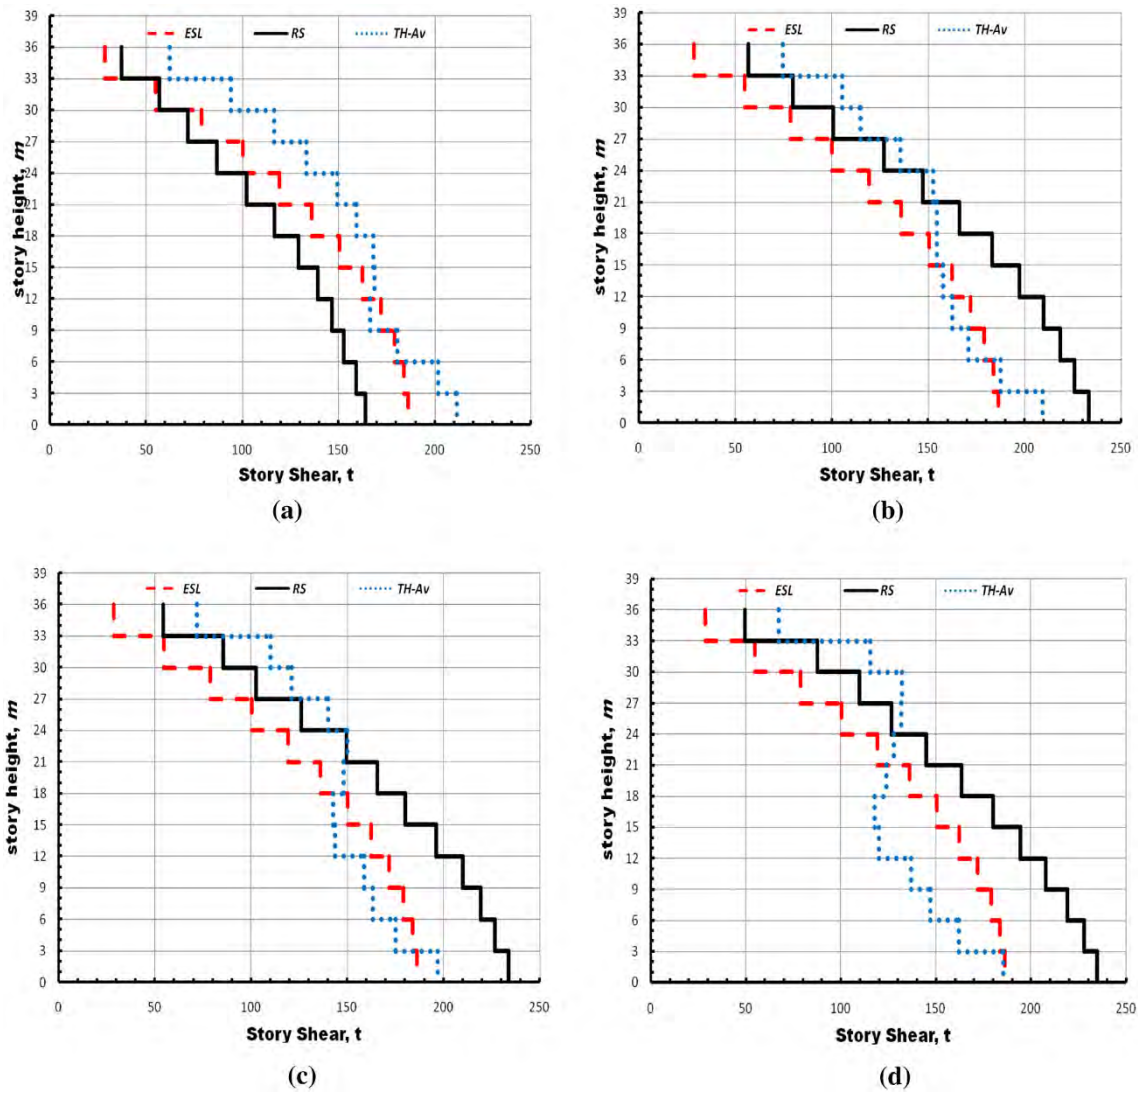 39
ESL RS TH-Av
36
33
30
27
24
21
18
15
12
9
6
3
0
story height, m
0 50 100 150 200 250
Story Shear, t
(a)
39
ESL RS TH-Av
36
33
30
27
24
21
18
15
12
9
6
3
0
story height, m
0 50 100 150 200 250
Story Shear, t
(b)
39
ESL RS TH-Av
36
33
30
27
24
21
18
15
12
9
6
3
0
story height, m
0 50 100 150 200 250
Story Shear, t
(c)
39
ESL RS TH-Av
36
33
30
27
24
21
18
15
12
9
6
3
0
story height, m
0 50 100 150 200 250
Story Shear, t
(d)